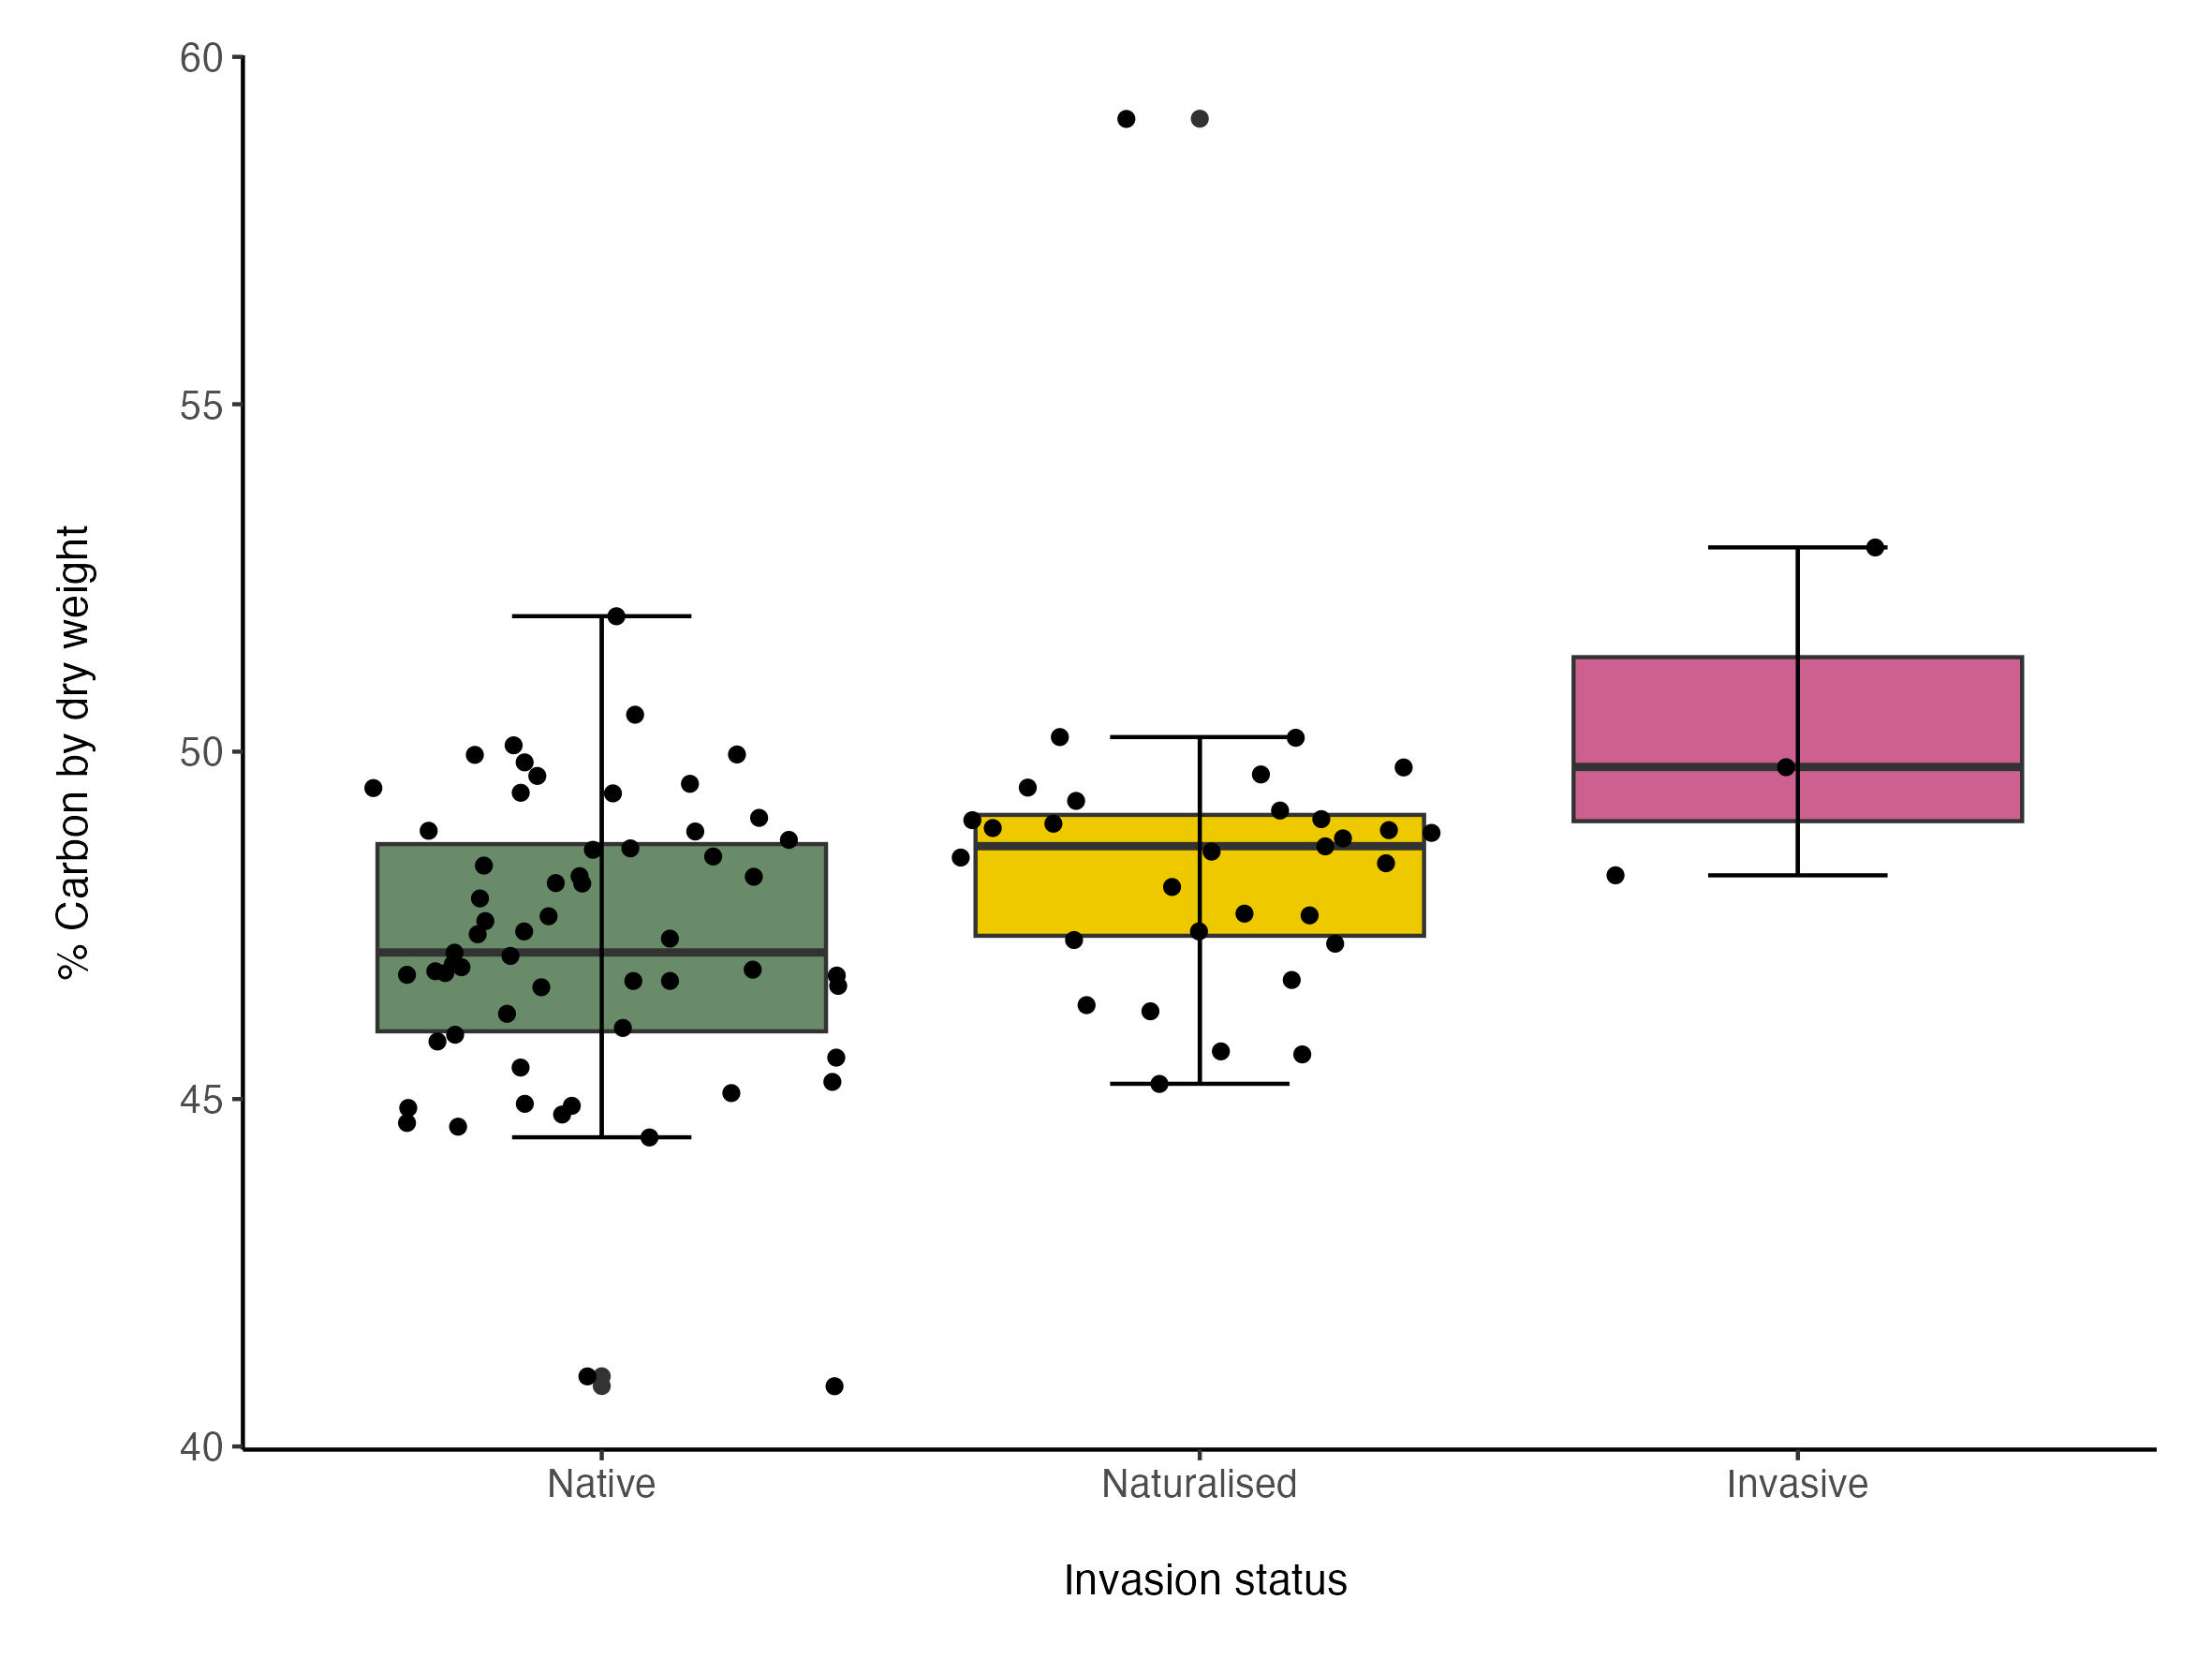 60
55
50
45
40
% Carbon by dry weight
Native
Naturalised
Invasive
Invasion status